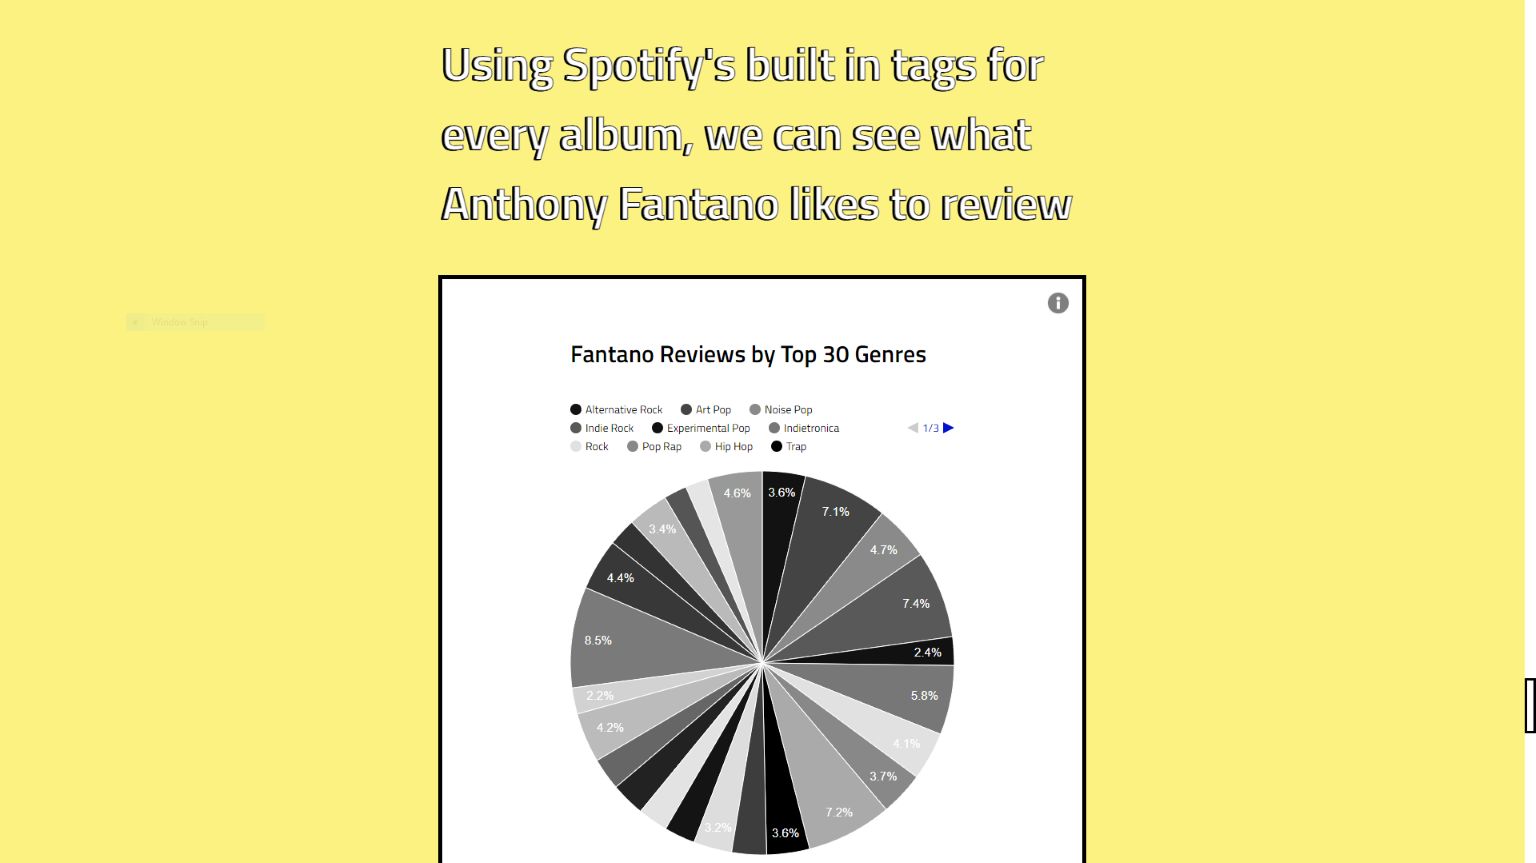 Using Spotify's built in tags for
every album, we can see what
Anthony Fantano likes to review
Window Snip
Fantano Reviews by Top 30 Genres
Alternative Rock Art Pop Noise Pop
Indie Rock Experimental Pop Indietronica 1/3
Rock Pop Rap Hip Hop Trap
4.6% 3.6%
7.1%
3.4%
4.7%
4.4%
7.4%
8.5%
2.4%
2.2% 5.8%
4.2%
4.1%
3.7%
7.2%
3.2% 3.6%